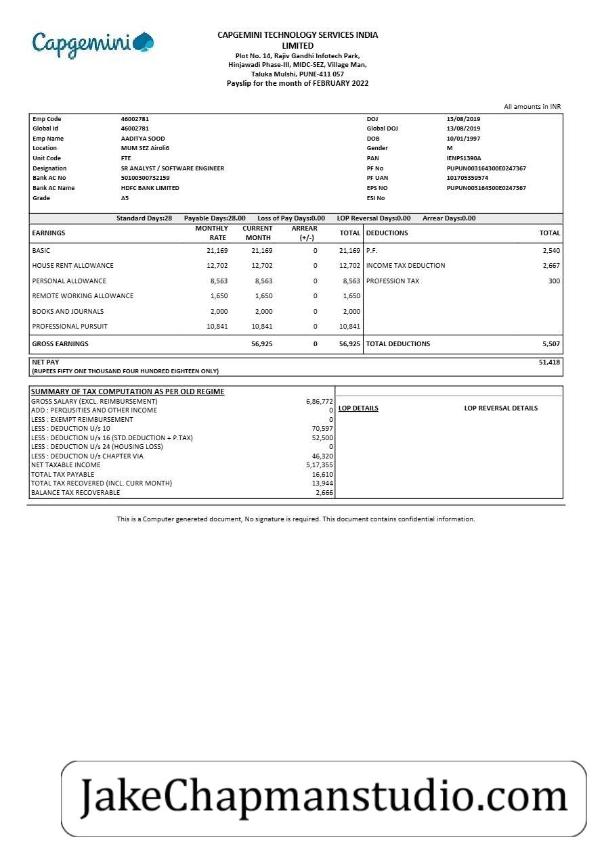 Capgemini
CAPGEMINI TECHNOLOGY SERVICES INDIA
LIMITED
Plot No. 14, Rajiv Gandhi Infotech Park,
Hinjawadi Phase-III, MIDC-SEZ, Village Man,
Taluka Mulshi, PUNE-411 057
Payslip for the month of FEBRUARY 2022
All amounts in INR
Emp Code 46002781 DOJ 13/08/2019
Global Id 46002781 Global DOJ 13/08/2019
Emp Name AADITYA SOOD DOB 10/01/1997
Location MUM SEZ Airoli6 Gender M
Unit Code FTE PAN IENPS1390A
Designation SR ANALYST / SOFTWARE ENGINEER PF No PUPUN003164300E0247367
Bank AC No 50100300732159 PF UAN 101705359574
Bank AC Name HDFC BANK LIMITED EPS NO PUPUN003164300E0247367
Grade A5 ESI No
Standard Days:28 Payable Days:28.00 Loss of Pay Days:0.00 LOP Reversal Days:0.00 Arrear Days:0.00
EARNINGS MONTHLY RATE CURRENT MONTH ARREAR (+/-) TOTAL DEDUCTIONS TOTAL
BASIC 21,169 21,169 0 21,169 P.F. 2,540
HOUSE RENT ALLOWANCE 12,702 12,702 0 12,702 INCOME TAX DEDUCTION 2,667
PERSONAL ALLOWANCE 8,563 8,563 0 8,563 PROFESSION TAX 300
REMOTE WORKING ALLOWANCE 1,650 1,650 0 1,650
BOOKS AND JOURNALS 2,000 2,000 0 2,000
PROFESSIONAL PURSUIT 10,841 10,841 0 10,841
GROSS EARNINGS 56,925 0 56,925 TOTAL DEDUCTIONS 5,507
NET PAY 51,418
(RUPEES FIFTY ONE THOUSAND FOUR HUNDRED EIGHTEEN ONLY)
SUMMARY OF TAX COMPUTATION AS PER OLD REGIME
GROSS SALARY (EXCL. REIMBURSEMENT) 6,86,772
ADD : PERQUSITIES AND OTHER INCOME 0 LOP DETAILS LOP REVERSAL DETAILS
LESS : EXEMPT REIMBURSEMENT 0
LESS : DEDUCTION U/s 10 70,597
LESS : DEDUCTION U/s 16 (STD.DEDUCTION + P.TAX) 52,500
LESS : DEDUCTION U/s 24 (HOUSING LOSS) 0
LESS : DEDUCTION U/s CHAPTER VIA 46,320
NET TAXABLE INCOME 5,17,355
TOTAL TAX PAYABLE 16,610
TOTAL TAX RECOVERED (INCL. CURR MONTH) 13,944
BALANCE TAX RECOVERABLE 2,666
This is a Computer genereted document, No signature is required. This document contains confidential information.
JakeChapmanstudio.com